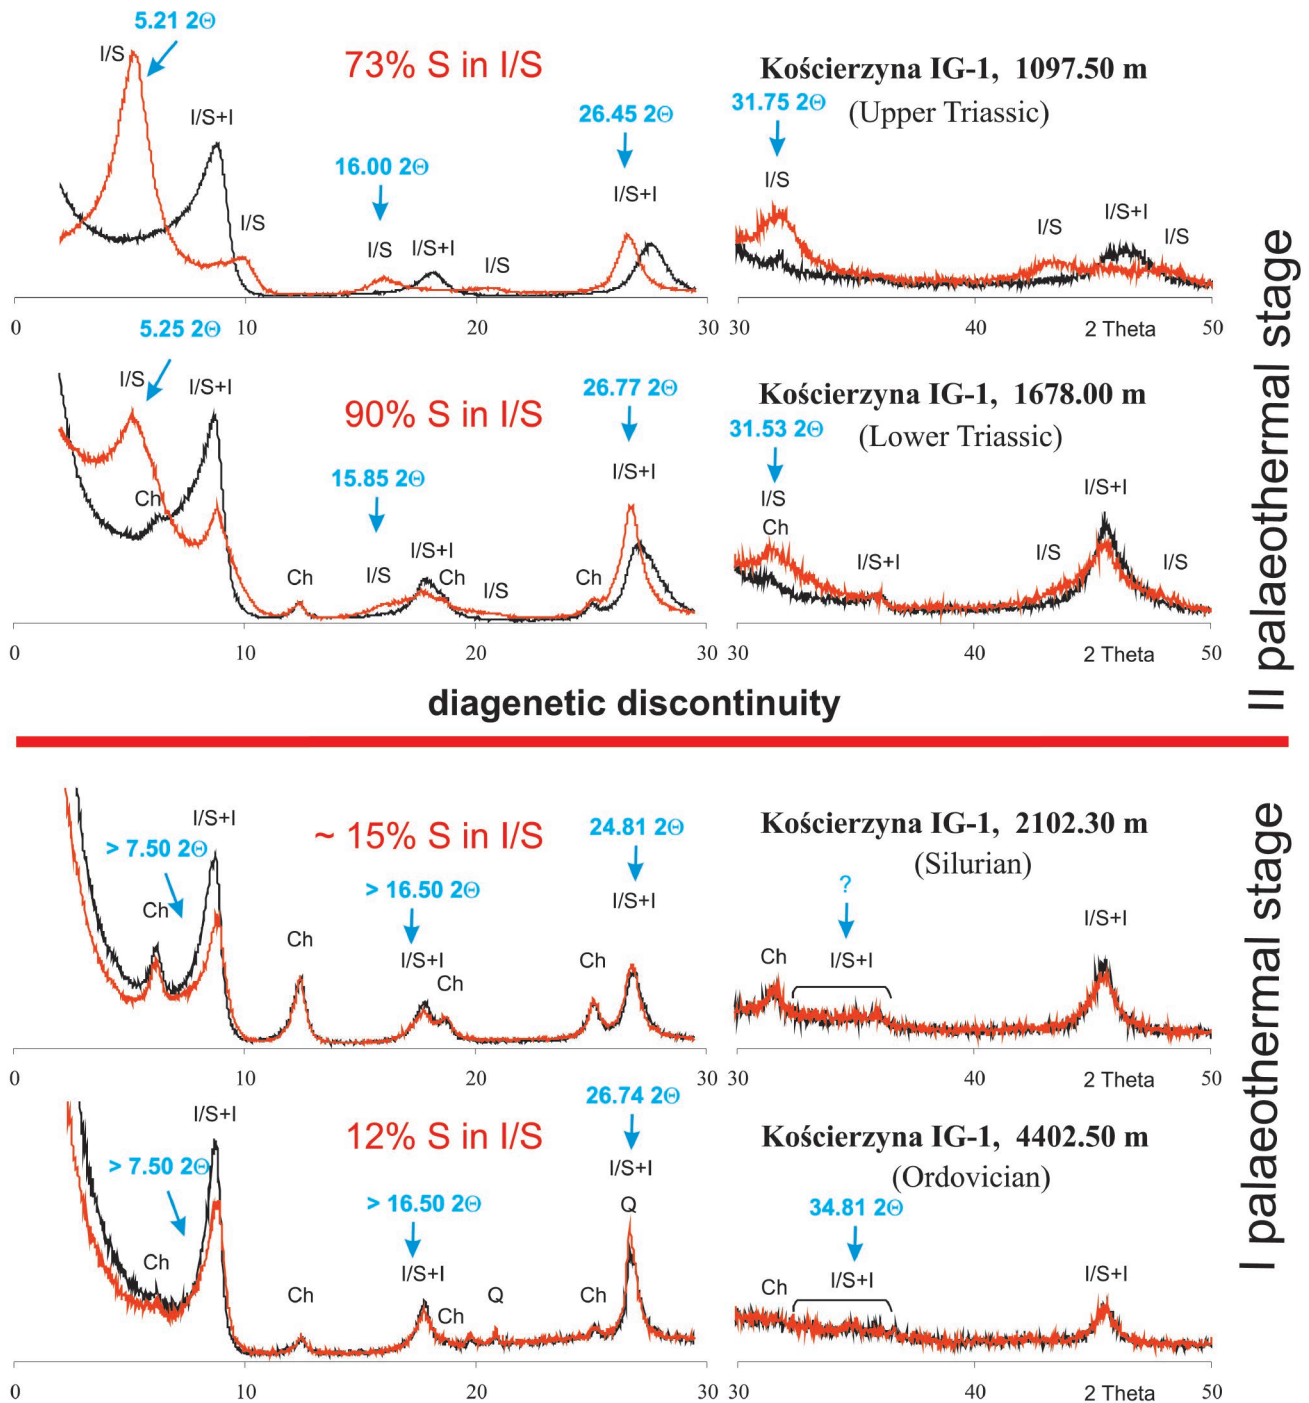 5.21 2Θ
I/S
73% S in I/S
Kościerzyna IG-1, 1097.50 m
(Upper Triassic)
I/S+I
26.45 2Θ
31.75 2Θ
16.00 2Θ
I/S
I/S+I
I/S
I/S
I/S+I
I/S
I/S
I/S+I
I/S
0
10
20
30
30
40
2 Theta
50
5.25 2Θ
I/S
I/S+I
90% S in I/S
26.77 2Θ
Kościerzyna IG-1, 1678.00 m
(Lower Triassic)
31.53 2Θ
15.85 2Θ
I/S+I
I/S
Ch
I/S+I
Ch
Ch
I/S
I/S+I
Ch
I/S
Ch
I/S+I
I/S
I/S
0
10
20
30
30
40
2 Theta
50
II palaeothermal stage
diagenetic discontinuity
I/S+I
~ 15% S in I/S
24.81 2Θ
Kościerzyna IG-1, 2102.30 m
(Silurian)
> 7.50 2Θ
> 16.50 2Θ
?
I/S+I
Ch
Ch
I/S+I
Ch
Ch
Ch
I/S+I
I/S+I
0
10
20
30
30
40
2 Theta
50
26.74 2Θ
I/S+I
12% S in I/S
Kościerzyna IG-1, 4402.50 m
(Ordovician)
> 7.50 2Θ
I/S+I
Q
> 16.50 2Θ
34.81 2Θ
Ch
I/S+I
Ch
Ch
Q
Ch
Ch
I/S+I
I/S+I
0
10
20
30
30
40
2 Theta
50
I palaeothermal stage